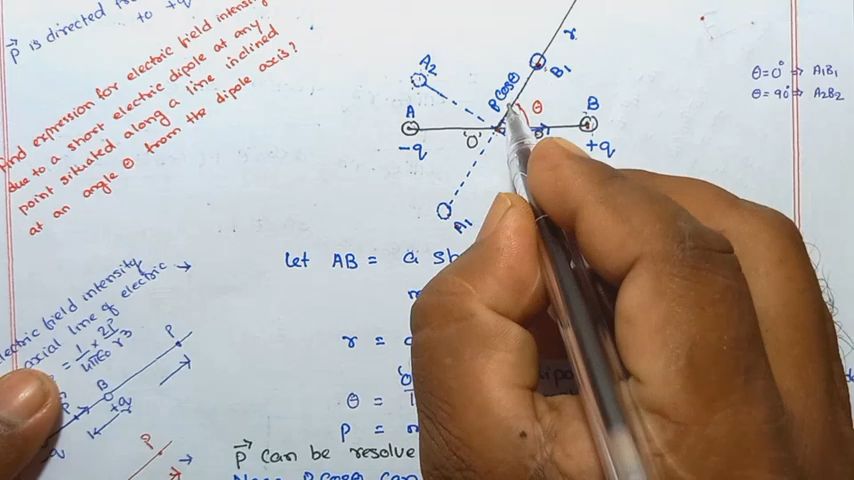 p is directed
to +q
Find expression for electric field intensity
due to a short electric dipole at any
point situated along a line inclined
at an angle θ from the dipole axis?
A2
A
-q
'O'
A1
P cosθ
θ
B1
r
B
+q
θ=0° ⇒ A1B1
θ=90° ⇒ A2B2
Let AB = a sh
r =
θ =
P =
p can be resolve
electric field intensity
axial line of electric
= 1/4πε0 × 2P/r3
P
B
+q
P
-q
P